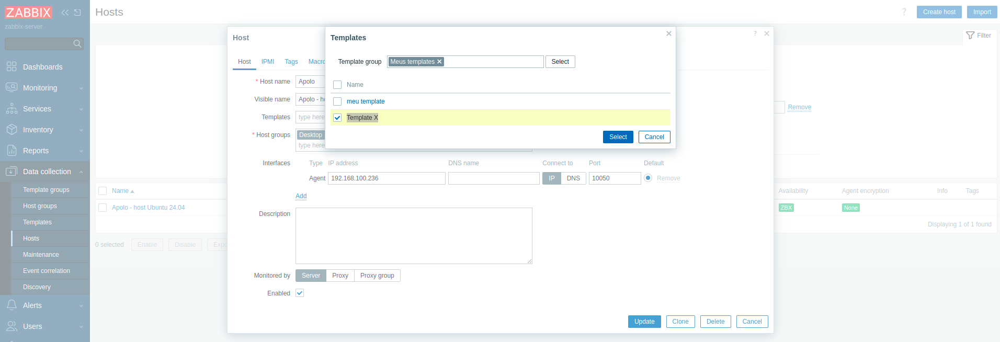 ZABBIX
zabbix-server
Dashboards
Monitoring
Services
Inventory
Reports
Data collection
Template groups
Host groups
Templates
Hosts
Maintenance
Event correlation
Discovery
Alerts
Users
Hosts
? Create host Import
Filter
Remove
Name
Apolo - host Ubuntu 24.04
0 selected Enable Disable Expo
Availability Agent encryption Info Tags
ZBX None
Displaying 1 of 1 found
Host
?
Host IPMI Tags Macro
* Host name Apolo
Visible name Apolo - ho
Templates type here
* Host groups Desktop
type here
Interfaces Type IP address DNS name Connect to Port Default
Agent 192.168.100.236 IP DNS 10050 Remove
Add
Description
Monitored by Server Proxy Proxy group
Enabled
Update Clone Delete Cancel
Templates
Template group Meus templates Select
Name
meu template
Template X
Select Cancel